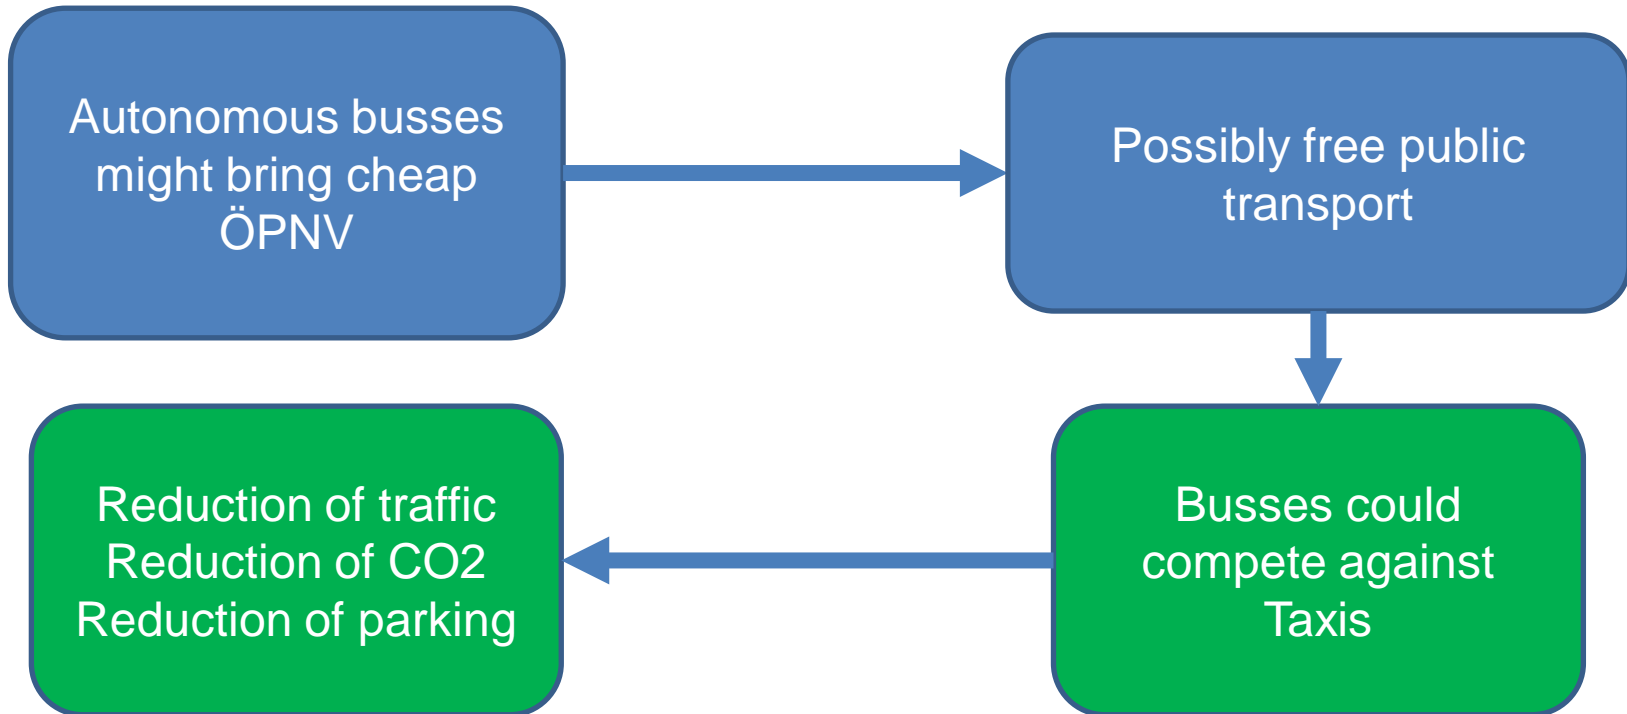 Autonomous busses
might bring cheap
ÖPNV
Possibly free public
transport
Busses could
compete against
Taxis
Reduction of traffic
Reduction of CO2
Reduction of parking